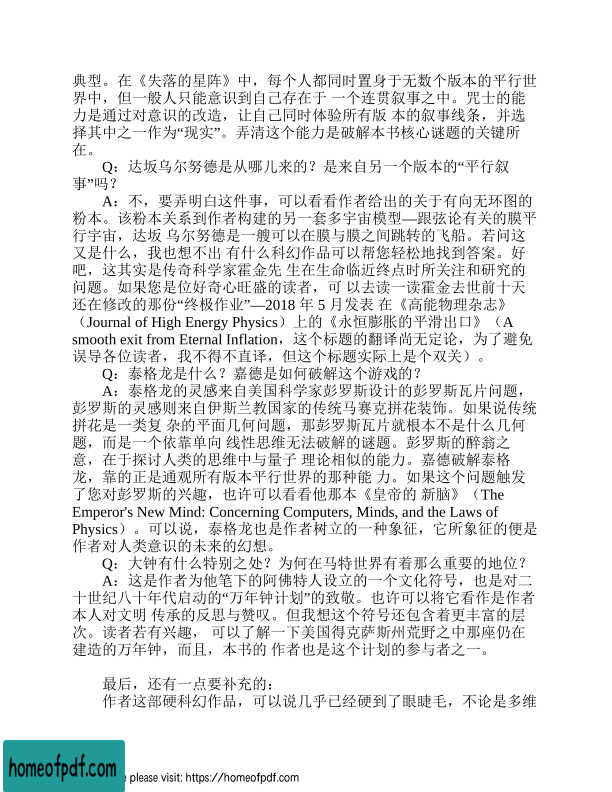 典型。在《失落的星阵》中，每个人都同时置身于无数个版本的平行世
界中，但一般人只能意识到自己存在于 一个连贯叙事之中。咒士的能
力是通过对意识的改造，让自己同时体验所有版 本的叙事线条，并选
择其中之一作为“现实”。弄清这个能力是破解本书核心谜题的关键所
在。
Q：达坂乌尔努德是从哪儿来的？是来自另一个版本的“平行叙
事”吗？
A：不，要弄明白这件事，可以看看作者给出的关于有向无环图的
粉本。该粉本关系到作者构建的另一套多宇宙模型—跟弦论有关的膜平
行宇宙，达坂 乌尔努德是一艘可以在膜与膜之间跳转的飞船。若问这
又是什么，我也想不出 有什么科幻作品可以帮您轻松地找到答案。好
吧，这其实是传奇科学家霍金先 生在生命临近终点时所关注和研究的
问题。如果您是位好奇心旺盛的读者，可 以去读一读霍金去世前十天
还在修改的那份“终极作业”—2018 年 5 月发表 在《高能物理杂志》
（Journal of High Energy Physics）上的《永恒膨胀的平滑出口》（A
smooth exit from Eternal Inflation，这个标题的翻译尚无定论，为了避免
误导各位读者，我不得不直译，但这个标题实际上是个双关）。
Q：泰格龙是什么？嘉德是如何破解这个游戏的？
A：泰格龙的灵感来自美国科学家彭罗斯设计的彭罗斯瓦片问题，
彭罗斯的灵感则来自伊斯兰教国家的传统马赛克拼花装饰。如果说传统
拼花是一类复 杂的平面几何问题，那彭罗斯瓦片就根本不是什么几何
题，而是一个依靠单向 线性思维无法破解的谜题。彭罗斯的醉翁之
意，在于探讨人类的思维中与量子 理论相似的能力。嘉德破解泰格
龙，靠的正是通观所有版本平行世界的那种能 力。如果这个问题触发
了您对彭罗斯的兴趣，也许可以看看他那本《皇帝的 新脑》（The
Emperor's New Mind: Concerning Computers, Minds, and the Laws of
Physics）。可以说，泰格龙也是作者树立的一种象征，它所象征的便是
作者对人类意识的未来的幻想。
Q：大钟有什么特别之处？为何在马特世界有着那么重要的地位？
A：这是作者为他笔下的阿佛特人设立的一个文化符号，也是对二
十世纪八十年代启动的“万年钟计划”的致敬。也许可以将它看作是作者
本人对文明 传承的反思与赞叹。但我想这个符号还包含着更丰富的层
次。读者若有兴趣， 可以了解一下美国得克萨斯州荒野之中那座仍在
建造的万年钟，而且，本书的 作者也是这个计划的参与者之一。
最后，还有一点要补充的：
作者这部硬科幻作品，可以说几乎已经硬到了眼睫毛，不论是多维
homeofpdf.com
please visit: https://homeofpdf.com